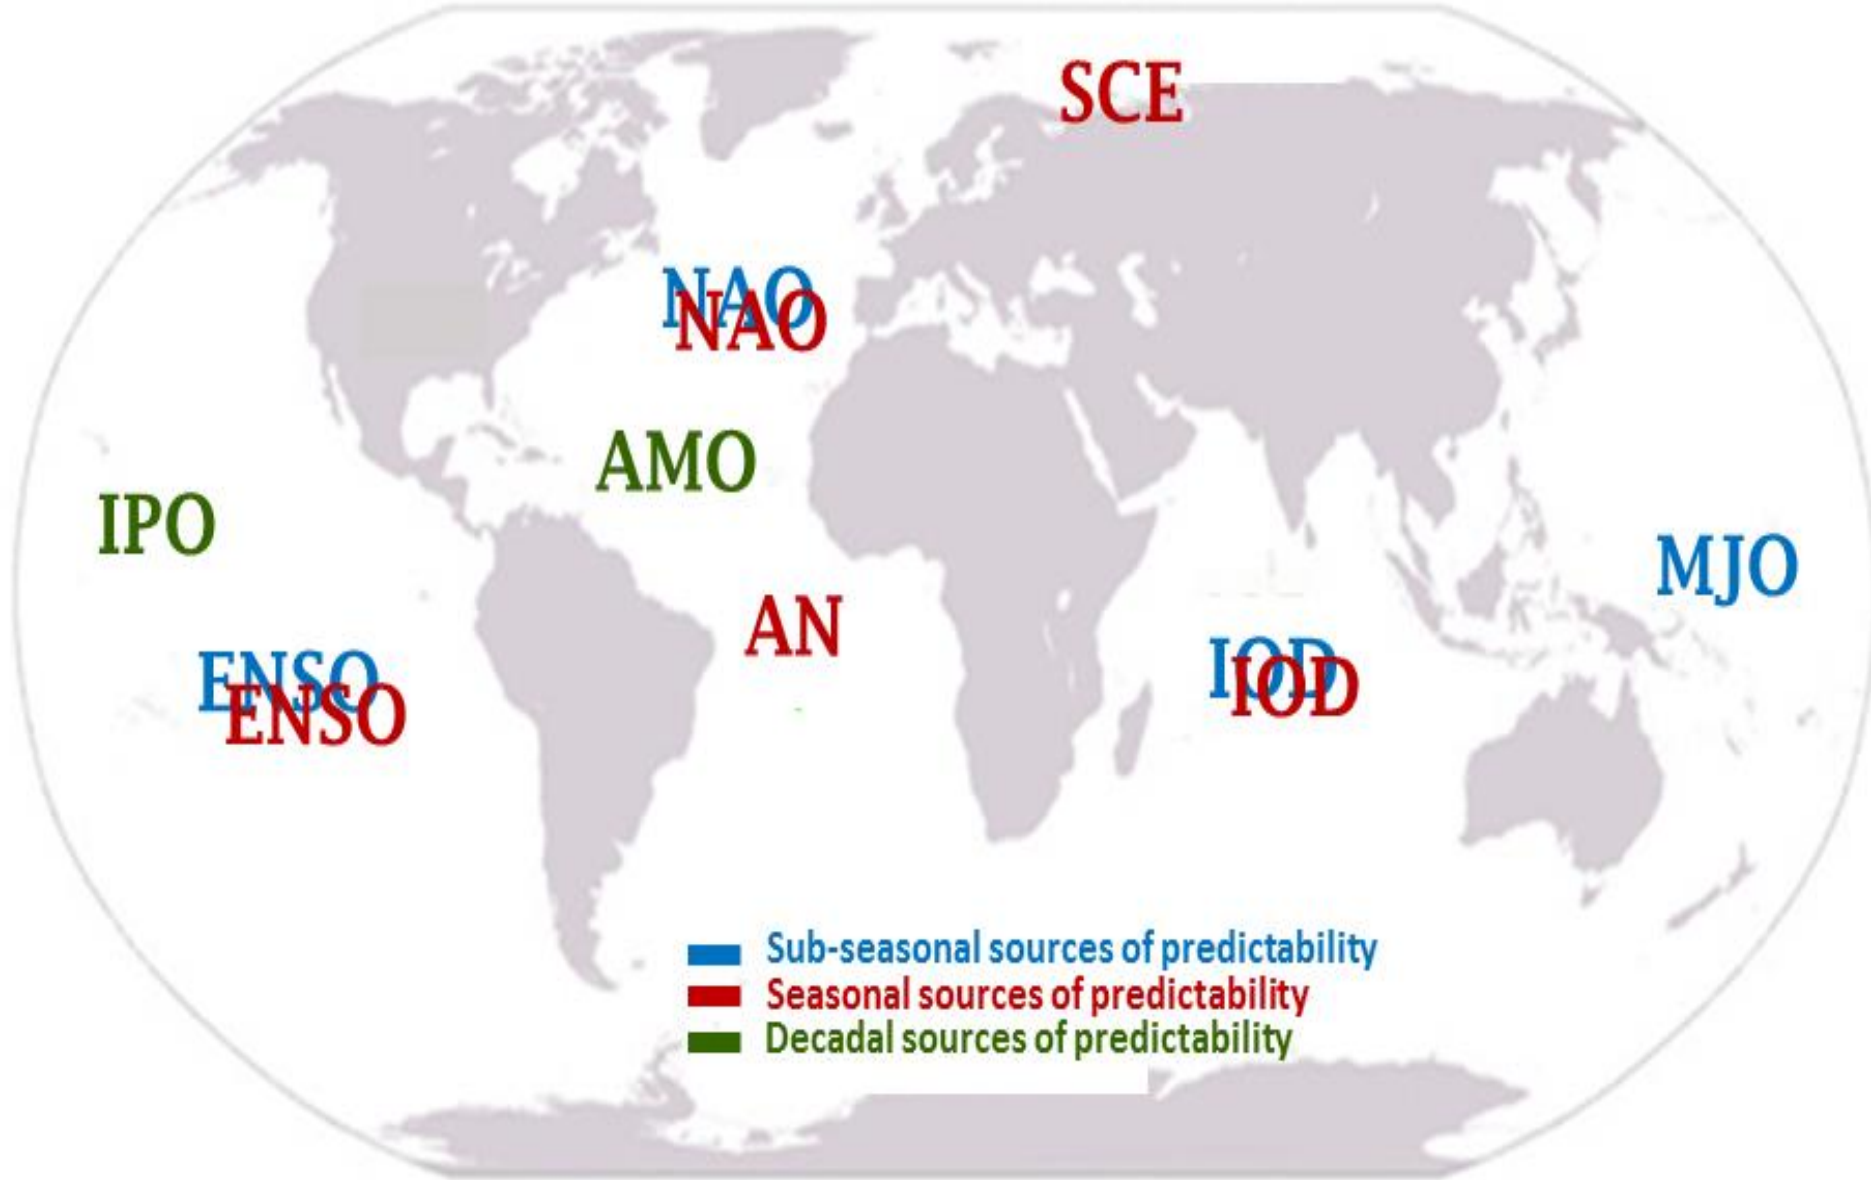 SCE
NAO
NAO
AMO
IPO
MJO
AN
ENSO
ENSO
IOD
IOD
Sub-seasonal sources of predictability
Seasonal sources of predictability
Decadal sources of predictability